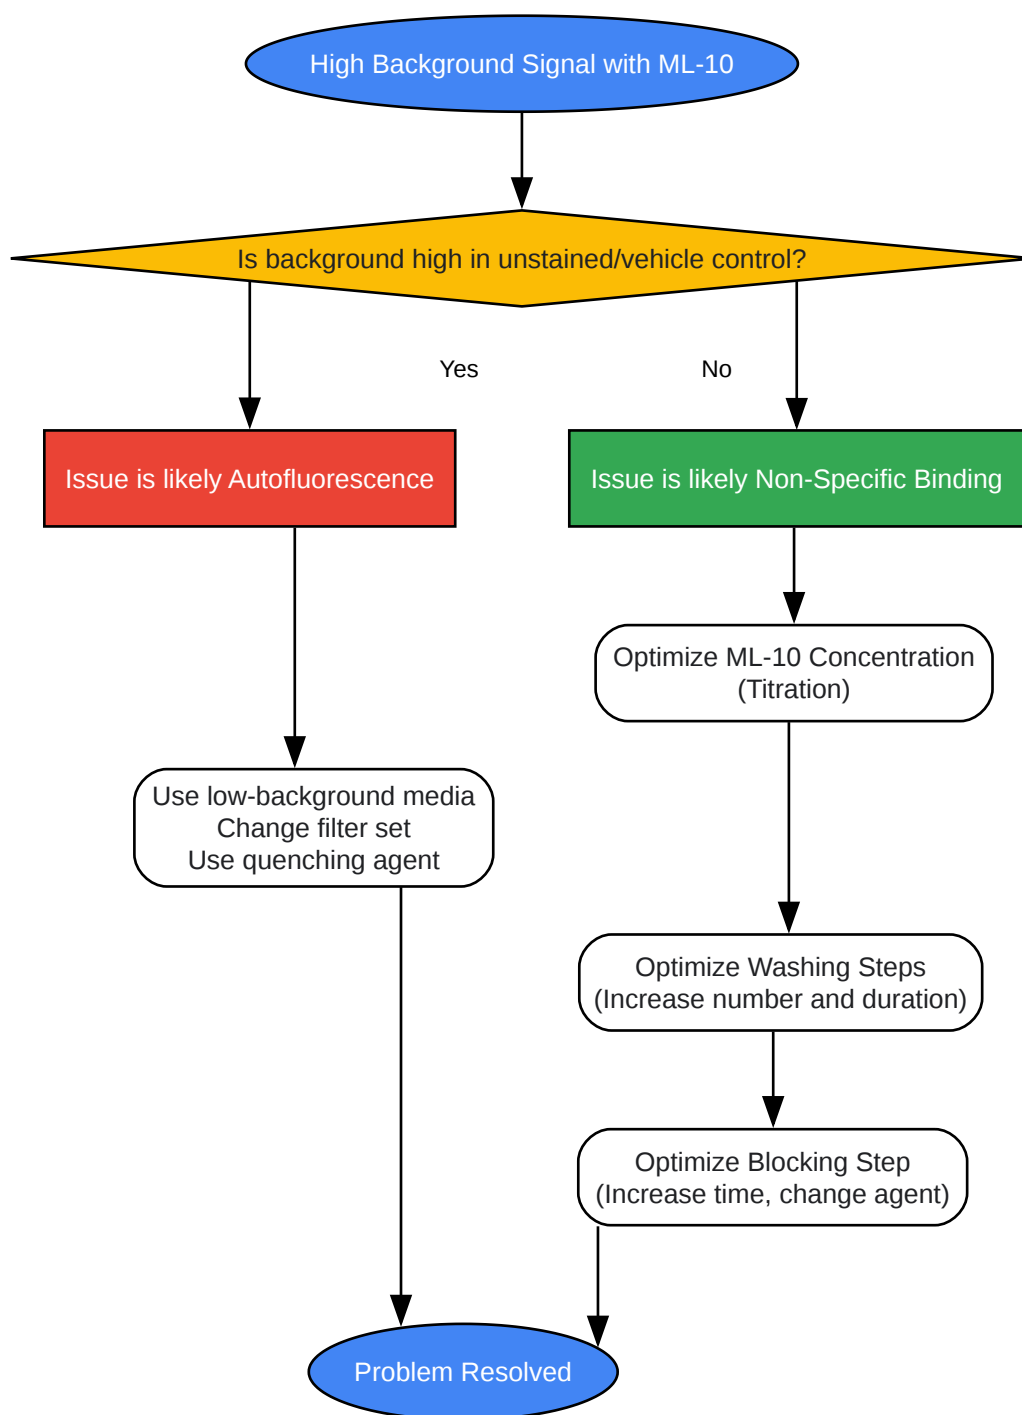 High Background Signal with ML-10
Is background high in unstained/vehicle control?
Yes
No
Issue is likely Autofluorescence
Issue is likely Non-Specific Binding
Optimize ML-10 Concentration
(Titration)
Use low-background media
Change filter set
Use quenching agent
Optimize Washing Steps
(Increase number and duration)
Optimize Blocking Step
(Increase time, change agent)
Problem Resolved